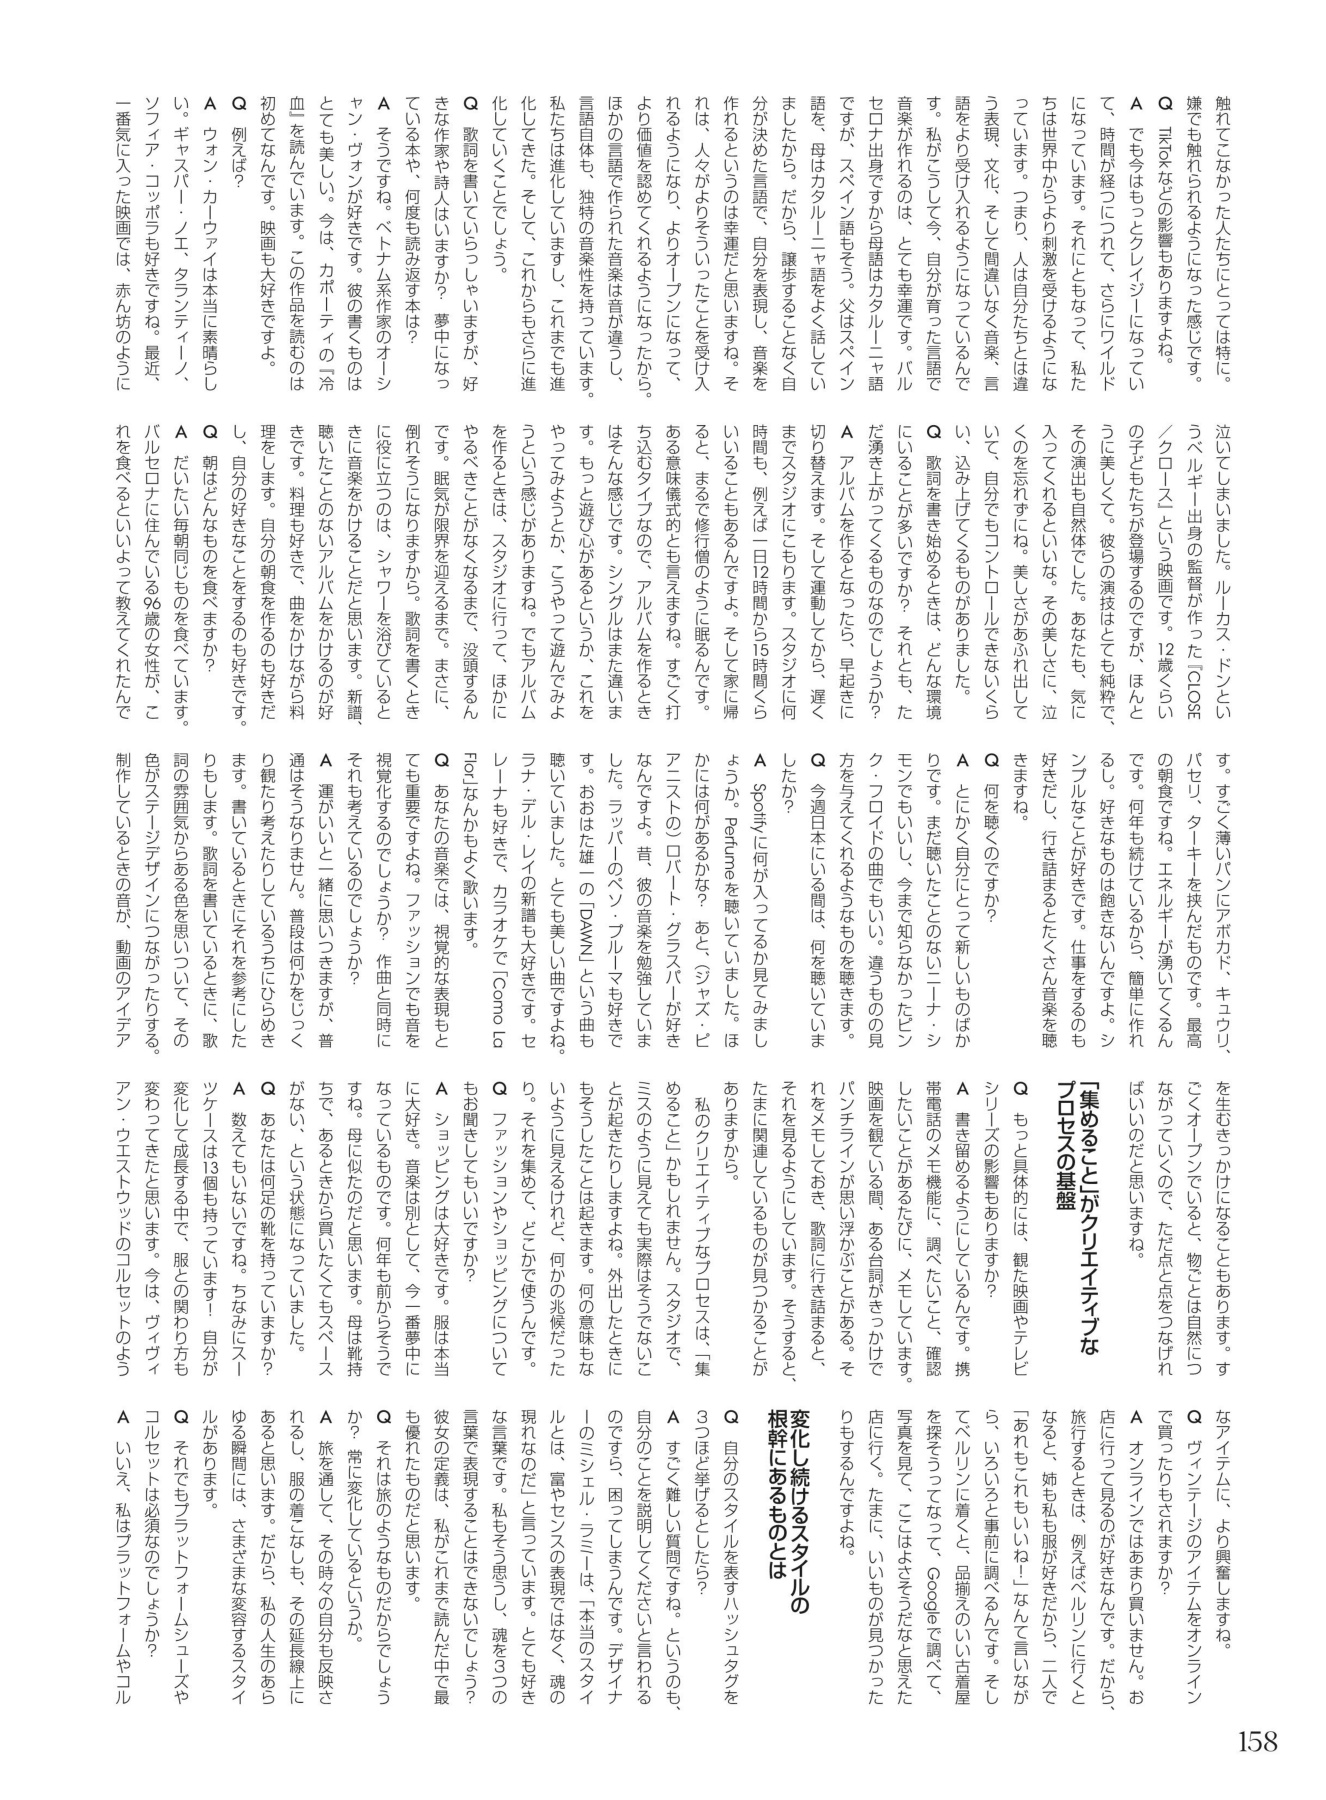 触れてこなかった人たちにとっては特に。
嫌でも触れられるようになった感じです。
Q　TikTokなどの影響もありますよね。
A　でも今はもっとクレイジーになってい
て、時間が経つにつれて、さらにワイルド
になっています。それにともなって、私た
ちは世界中からより刺激を受けるようにな
っています。つまり、人は自分たちとは違
う表現、文化、そして間違いなく音楽、言
語をより受け入れるようになっているんで
す。私がこうして今、自分が育った言語で
音楽が作れるのは、とても幸運です。バル
セロナ出身ですから母語はカタルーニャ語
ですが、スペイン語もそう。父はスペイン
語を、母はカタルーニャ語をよく話してい
ましたから。だから、譲歩することなく自
分が決めた言語で、自分を表現し、音楽を
作れるというのは幸運だと思いますね。そ
れは、人々がよりそういったことを受け入
れるようになり、よりオープンになって、
より価値を認めてくれるようになったから。
ほかの言語で作られた音楽は音が違うし、
言語自体も、独特の音楽性を持っています。
私たちは進化していますし、これまでも進
化してきた。そして、これからもさらに進
化していくことでしょう。
Q　歌詞を書いていらっしゃいますが、好
きな作家や詩人はいますか？　夢中になっ
ている本や、何度も読み返す本は？
A　そうですね。ベトナム系作家のオーシ
ャン・ヴォンが好きです。彼の書くものは
とても美しい。今は、カポーティの『冷
血』を読んでいます。この作品を読むのは
初めてなんです。映画も大好きですよ。
Q　例えば？
A　ウォン・カーウァイは本当に素晴らし
い。ギャスパー・ノエ、タランティーノ、
ソフィア・コッポラも好きですね。最近、
一番気に入った映画では、赤ん坊のように
泣いてしまいました。ルーカス・ドンとい
うベルギー出身の監督が作った『CLOSE
／クロース』という映画です。12歳くらい
の子どもたちが登場するのですが、ほんと
うに美しくて。彼らの演技はとても純粋で、
その演出も自然体でした。あなたも、気に
入ってくれるといいな。その美しさに、泣
くのを忘れずにね。美しさがあふれ出して
いて、自分でもコントロールできないくら
い、込み上げてくるものがありました。
Q　歌詞を書き始めるときは、どんな環境
にいることが多いですか？　それとも、た
だ湧き上がってくるものなのでしょうか？
A　アルバムを作るとなったら、早起きに
切り替えます。そして運動してから、遅く
までスタジオにこもります。スタジオに何
時間も、例えば一日12時間から15時間くら
いいることもあるんですよ。そして家に帰
ると、まるで修行僧のように眠るんです。
ある意味儀式的とも言えますね。すごく打
ち込むタイプなので、アルバムを作るとき
はそんな感じです。シングルはまた違いま
す。もっと遊び心があるというか、これを
やってみようとか、こうやって遊んでみよ
うという感じがありますね。でもアルバム
を作るときは、スタジオに行って、ほかに
やるべきことがなくなるまで、没頭するん
です。眠気が限界を迎えるまで。まさに、
倒れそうになりますから。歌詞を書くとき
に役に立つのは、シャワーを浴びていると
きに音楽をかけることだと思います。新譜、
聴いたことのないアルバムをかけるのが好
きです。料理も好きで、曲をかけながら料
理をします。自分の朝食を作るのも好きだ
し、自分の好きなことをするのも好きです。
Q　朝はどんなものを食べますか？
A　だいたい毎朝同じものを食べています。
バルセロナに住んでいる96歳の女性が、こ
れを食べるといいよって教えてくれたんで
す。すごく薄いパンにアボカド、キュウリ、
パセリ、ターキーを挟んだものです。最高
の朝食ですね。エネルギーが湧いてくるん
です。何年も続けているから、簡単に作れ
るし。好きなものは飽きないんですよ。シ
ンプルなことが好きです。仕事をするのも
好きだし、行き詰まるとたくさん音楽を聴
きますね。
Q　何を聴くのですか？
A　とにかく自分にとって新しいものばか
りです。まだ聴いたことのないニーナ・シ
モンでもいいし、今まで知らなかったピン
ク・フロイドの曲でもいい。違うものの見
方を与えてくれるようなものを聴きます。
Q　今週日本にいる間は、何を聴いていま
したか？
A　Spotifyに何が入ってるか見てみまし
ょうか。Perfumeを聴いていました。ほ
かには何があるかな？　あと、（ジャズ・ピ
アニストの）ロバート・グラスパーが好き
なんですよ。昔、彼の音楽を勉強していま
した。ラッパーのペソ・プルーマも好きで
す。おおはた雄一の「DAWN」という曲も
聴いていました。とても美しい曲ですよね。
ラナ・デル・レイの新譜も大好きです。セ
レーナも好きで、カラオケで「Como La
Flor」なんかもよく歌います。
Q　あなたの音楽では、視覚的な表現もと
ても重要ですよね。ファッションでも音を
視覚化するのでしょうか？　作曲と同時に
それも考えているのでしょうか？
A　運がいいと一緒に思いつきますが、普
通はそうなりません。普段は何かをじっく
り観たり考えたりしているうちにひらめき
ます。書いているときにそれを参考にした
りもします。歌詞を書いているときに、歌
詞の雰囲気からある色を思いついて、その
色がステージデザインにつながったりする。
制作しているときの音が、動画のアイデア
を生むきっかけになることもあります。す
ごくオープンでいると、物ごとは自然につ
ながっていくので、ただ点と点をつなげれ
ばいいのだと思いますね。
「集めること」がクリエイティブな
プロセスの基盤
Q　もっと具体的には、観た映画やテレビ
シリーズの影響もありますか？
A　書き留めるようにしているんです。携
帯電話のメモ機能に、調べたいこと、確認
したいことがあるたびに、メモしています。
映画を観ている間、ある台詞がきっかけで
パンチラインが思い浮かぶことがある。そ
れをメモしておき、歌詞に行き詰まると、
それを見るようにしています。そうすると、
たまに関連しているものが見つかることが
ありますから。
　私のクリエイティブなプロセスは、「集
めること」かもしれません。スタジオで、
ミスのように見えても実際はそうでないこ
とが起きたりしますよね。外出したときに
もそうしたことは起きます。何の意味もな
いように見えるけれど、何かの兆候だった
り。それを集めて、どこかで使うんです。
Q　ファッションやショッピングについて
もお聞きしてもいいですか？
A　ショッピングは大好きです。服は本当
に大好き。音楽は別として、今一番夢中に
なっているものです。何年も前からそうで
すね。母に似たのだと思います。母は靴持
ちで、あるときから買いたくてもスペース
がない、という状態になっていました。
Q　あなたは何足の靴を持っていますか？
A　数えてもいないですね。ちなみにスー
ツケースは13個も持っています！　自分が
変化して成長する中で、服との関わり方も
変わってきたと思います。今は、ヴィヴィ
アン・ウエストウッドのコルセットのよう
なアイテムに、より興奮しますね。
Q　ヴィンテージのアイテムをオンライン
で買ったりもされますか？
A　オンラインではあまり買いません。お
店に行って見るのが好きなんです。だから、
旅行するときは、例えばベルリンに行くと
なると、姉も私も服が好きだから、二人で
「あれもこれもいいね！」なんて言いなが
ら、いろいろと事前に調べるんです。そし
てベルリンに着くと、品揃えのいい古着屋
を探そうってなって、Googleで調べて、
写真を見て、ここはよさそうだなと思えた
店に行く。たまに、いいものが見つかった
りもするんですよね。
変化し続けるスタイルの
根幹にあるものとは
Q　自分のスタイルを表すハッシュタグを
3つほど挙げるとしたら？
A　すごく難しい質問ですね。というのも、
自分のことを説明してくださいと言われる
のですら、困ってしまうんです。デザイナ
ーのミシェル・ラミーは、「本当のスタイ
ルとは、富やセンスの表現ではなく、魂の
現れなのだ」と言っています。とても好き
な言葉です。私もそう思うし、魂を3つの
言葉で表現することはできないでしょう？
彼女の定義は、私がこれまで読んだ中で最
も優れたものだと思います。
Q　それは旅のようなものだからでしょう
か？　常に変化しているというか。
A　旅を通して、その時々の自分も反映さ
れるし、服の着こなしも、その延長線上に
あると思います。だから、私の人生のあら
ゆる瞬間には、さまざまな変容するスタイ
ルがあります。
Q　それでもプラットフォームシューズや
コルセットは必須なのでしょうか？
A　いいえ、私はプラットフォームやコル
158